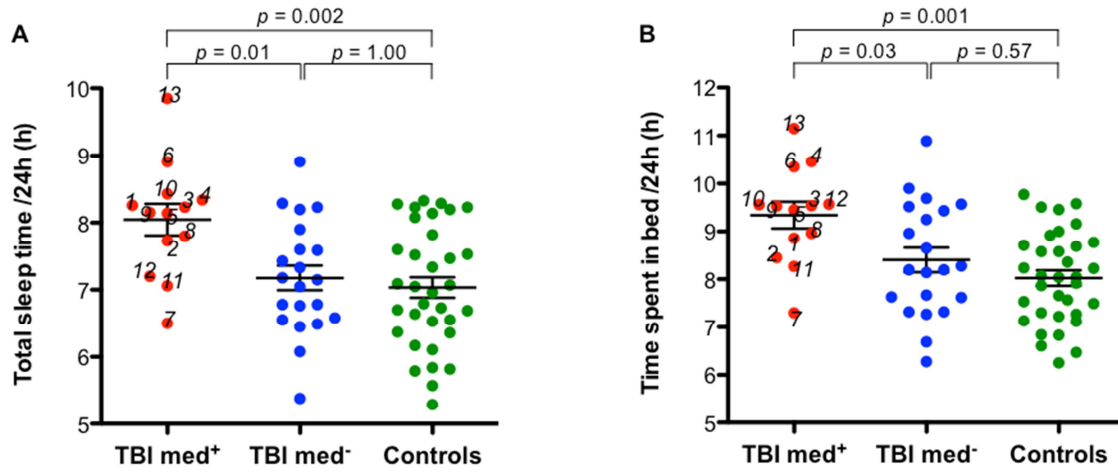 A
p = 0.002
p = 0.01
p = 1.00
Total sleep time /24h (h)
10
9
8
7
6
5
13
6
10
1
4
3
9
5
8
2
12
11
7
TBI med⁺
TBI med⁻
Controls
B
p = 0.001
p = 0.03
p = 0.57
Time spent in bed /24h (h)
12
11
10
9
8
7
6
5
13
6
4
10
3
12
9
5
8
1
2
11
7
TBI med⁺
TBI med⁻
Controls